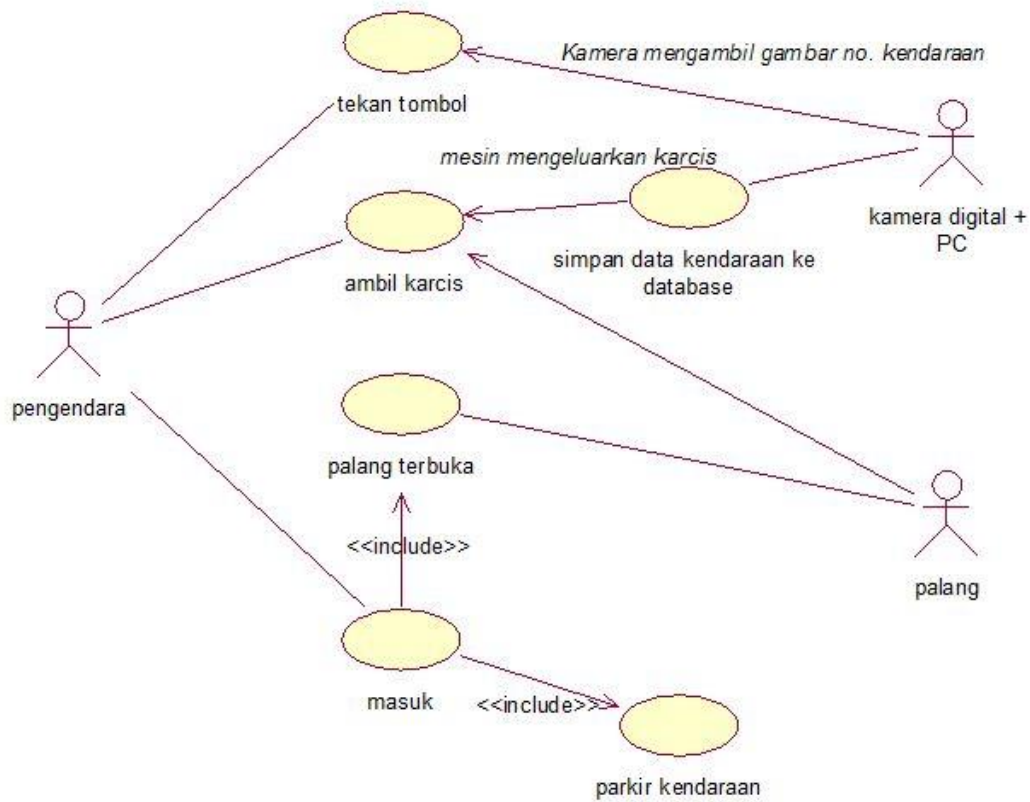 Kamera mengambil gambar no. kendaraan
tekan tombol
mesin mengeluarkan karcis
kamera digital +
PC
ambil karcis
simpan data kendaraan ke
database
pengendara
palang terbuka
<<include>>
palang
masuk
<<include>>
parkir kendaraan